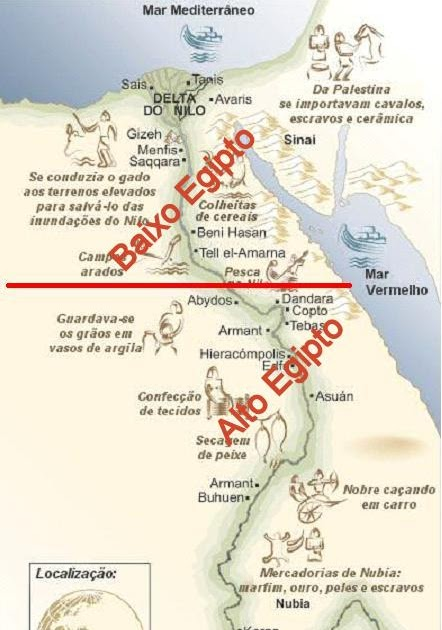 Mar Mediterrâneo
Tanis
Sais
DELTA
DO NILO
Avaris
Da Palestina
se importavam cavalos,
escravos e cerâmica
Gizeh
Menfis
Saqqara
Sinai
Se conduzia o gado
aos terrenos elevados
para salvá-lo das
inundações do Nilo
Baixo Egipto
Colheitas
de cereais
Beni Hasan
Tell el-Amarna
arados
Pesca
Mar
Vermelho
Abydos
Dandara
Copto
Tebas
Guardava-se
os grãos em
vasos de argila
Armant
Hieracómpolis
Edfu
Alto Egipto
Confecção
de tecidos
Asuán
Secagem
de peixe
Armant
Buhuen
Nobre caçando
em carro
Mercadorias de Nubia:
marfim, ouro, peles e escravos
Nubia
Localização: